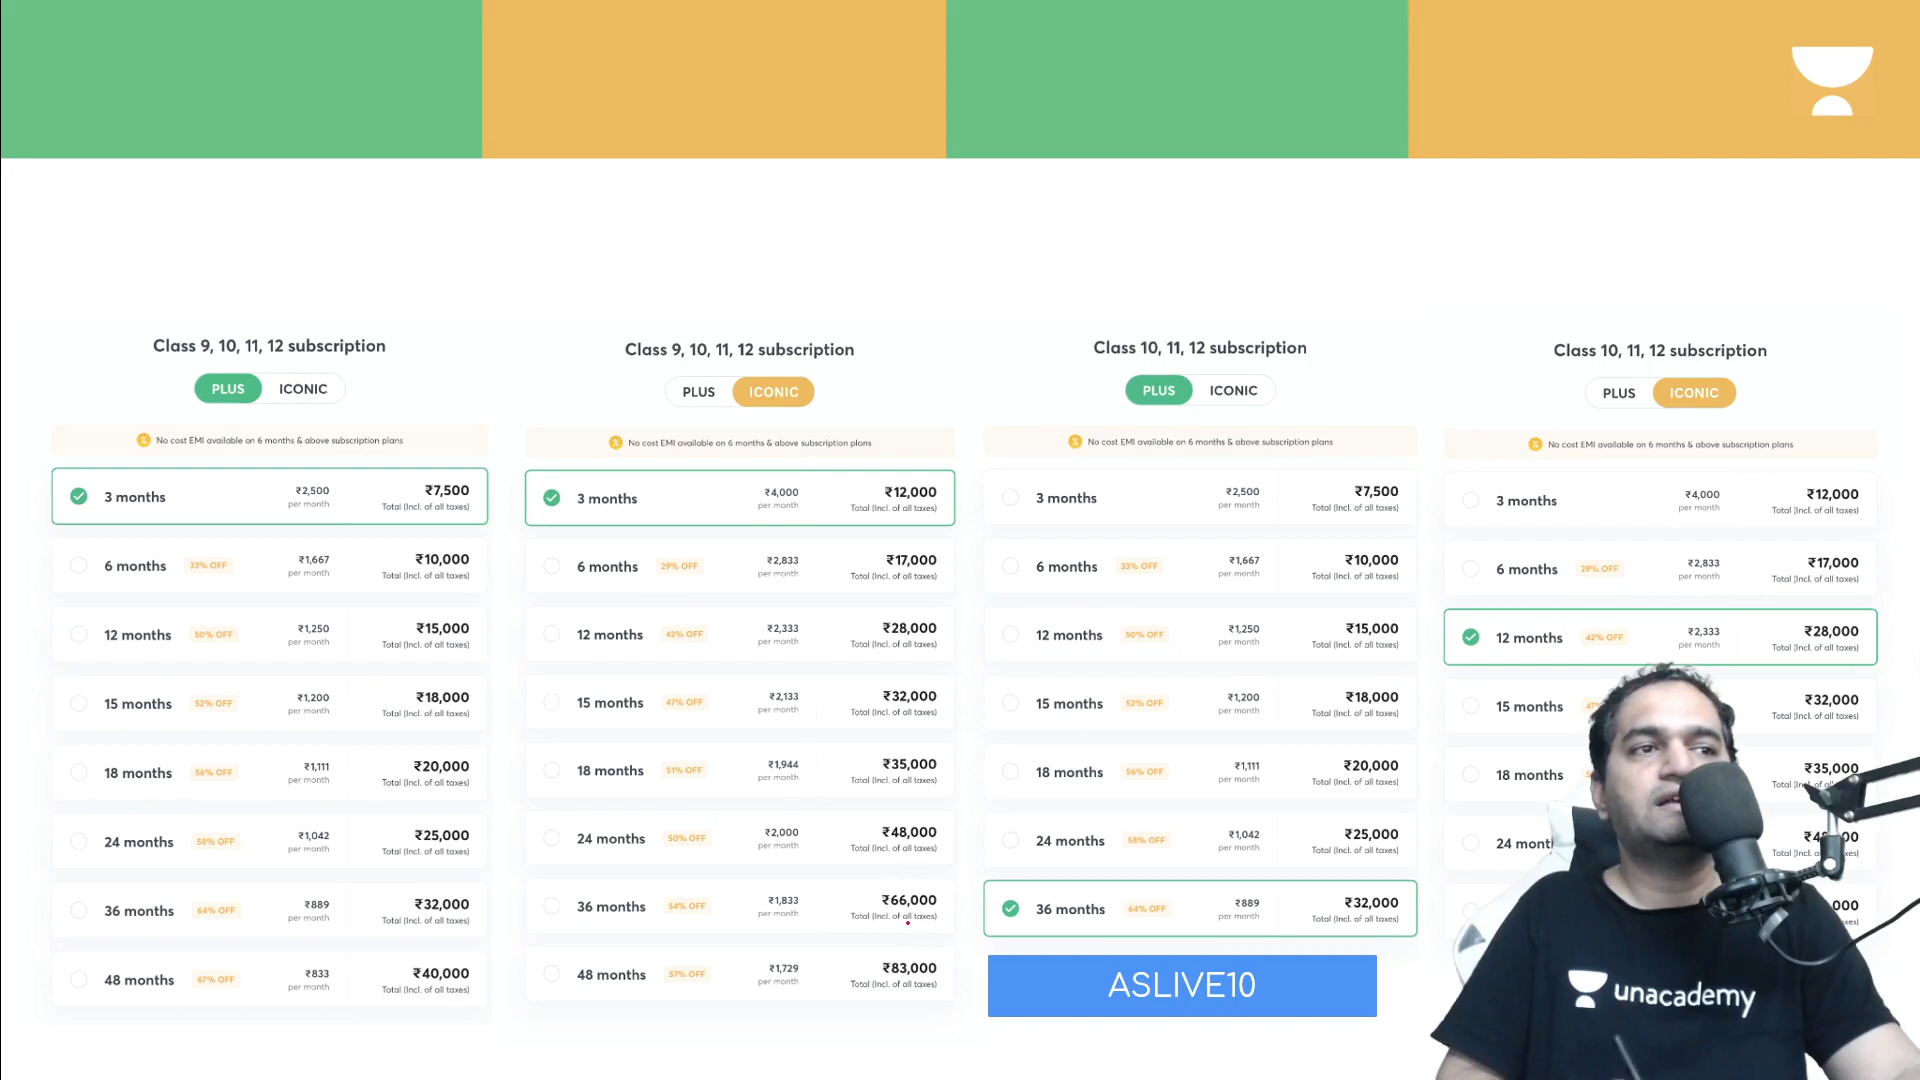 Class 9, 10, 11, 12 subscription
PLUS ICONIC
No cost EMI available on 6 months & above subscription plans
3 months ₹2,500 per month ₹7,500 Total (Incl. of all taxes)
6 months 33% OFF ₹1,667 per month ₹10,000 Total (Incl. of all taxes)
12 months 50% OFF ₹1,250 per month ₹15,000 Total (Incl. of all taxes)
15 months 52% OFF ₹1,200 per month ₹18,000 Total (Incl. of all taxes)
18 months 56% OFF ₹1,111 per month ₹20,000 Total (Incl. of all taxes)
24 months 58% OFF ₹1,042 per month ₹25,000 Total (Incl. of all taxes)
36 months 64% OFF ₹889 per month ₹32,000 Total (Incl. of all taxes)
48 months 67% OFF ₹833 per month ₹40,000 Total (Incl. of all taxes)
Class 9, 10, 11, 12 subscription
PLUS ICONIC
No cost EMI available on 6 months & above subscription plans
3 months ₹4,000 per month ₹12,000 Total (Incl. of all taxes)
6 months 29% OFF ₹2,833 per month ₹17,000 Total (Incl. of all taxes)
12 months 42% OFF ₹2,333 per month ₹28,000 Total (Incl. of all taxes)
15 months 47% OFF ₹2,133 per month ₹32,000 Total (Incl. of all taxes)
18 months 51% OFF ₹1,944 per month ₹35,000 Total (Incl. of all taxes)
24 months 50% OFF ₹2,000 per month ₹48,000 Total (Incl. of all taxes)
36 months 54% OFF ₹1,833 per month ₹66,000 Total (Incl. of all taxes)
48 months 57% OFF ₹1,729 per month ₹83,000 Total (Incl. of all taxes)
Class 10, 11, 12 subscription
PLUS ICONIC
No cost EMI available on 6 months & above subscription plans
3 months ₹2,500 per month ₹7,500 Total (Incl. of all taxes)
6 months 33% OFF ₹1,667 per month ₹10,000 Total (Incl. of all taxes)
12 months 50% OFF ₹1,250 per month ₹15,000 Total (Incl. of all taxes)
15 months 52% OFF ₹1,200 per month ₹18,000 Total (Incl. of all taxes)
18 months 56% OFF ₹1,111 per month ₹20,000 Total (Incl. of all taxes)
24 months 58% OFF ₹1,042 per month ₹25,000 Total (Incl. of all taxes)
36 months 64% OFF ₹889 per month ₹32,000 Total (Incl. of all taxes)
ASLIVE10
Class 10, 11, 12 subscription
PLUS ICONIC
No cost EMI available on 6 months & above subscription plans
3 months ₹4,000 per month ₹12,000 Total (Incl. of all taxes)
6 months 29% OFF ₹2,833 per month ₹17,000 Total (Incl. of all taxes)
12 months 42% OFF ₹2,333 per month ₹28,000 Total (Incl. of all taxes)
15 months ₹32,000 Total (Incl. of all taxes)
18 months ₹35,000
24
unacademy